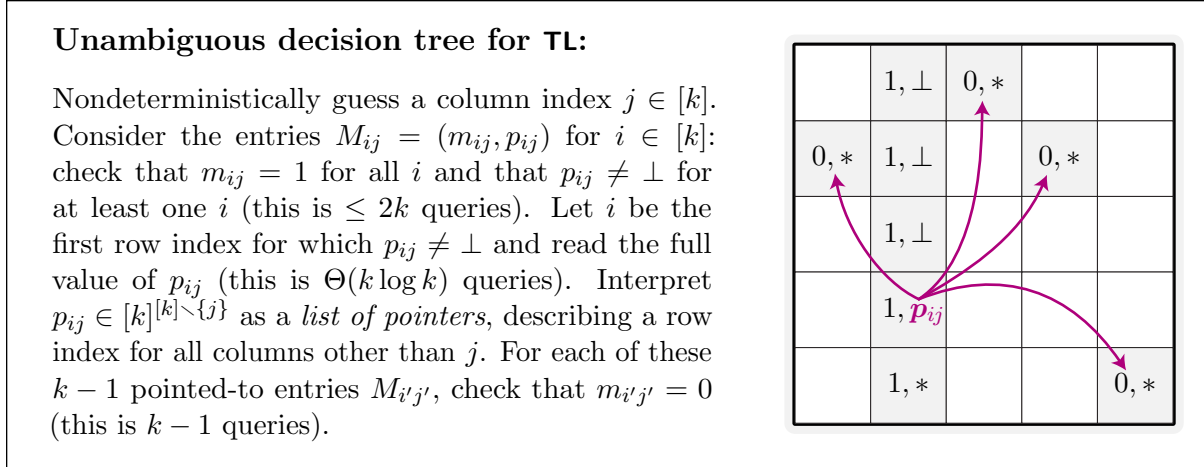 Unambiguous decision tree for TL:
Nondeterministically guess a column index j ∈ [k].
Consider the entries M_{ij} = (m_{ij}, p_{ij}) for i ∈ [k]:
check that m_{ij} = 1 for all i and that p_{ij} ≠ ⊥ for
at least one i (this is ≤ 2k queries). Let i be the
first row index for which p_{ij} ≠ ⊥ and read the full
value of p_{ij} (this is Θ(k log k) queries). Interpret
p_{ij} ∈ [k]^{[k]∖{j}} as a list of pointers, describing a row
index for all columns other than j. For each of these
k − 1 pointed-to entries M_{i′j′}, check that m_{i′j′} = 0
(this is k − 1 queries).
1, ⊥ 0, ∗
0, ∗ 1, ⊥ 0, ∗
1, ⊥
1, p_{ij}
1, ∗ 0, ∗